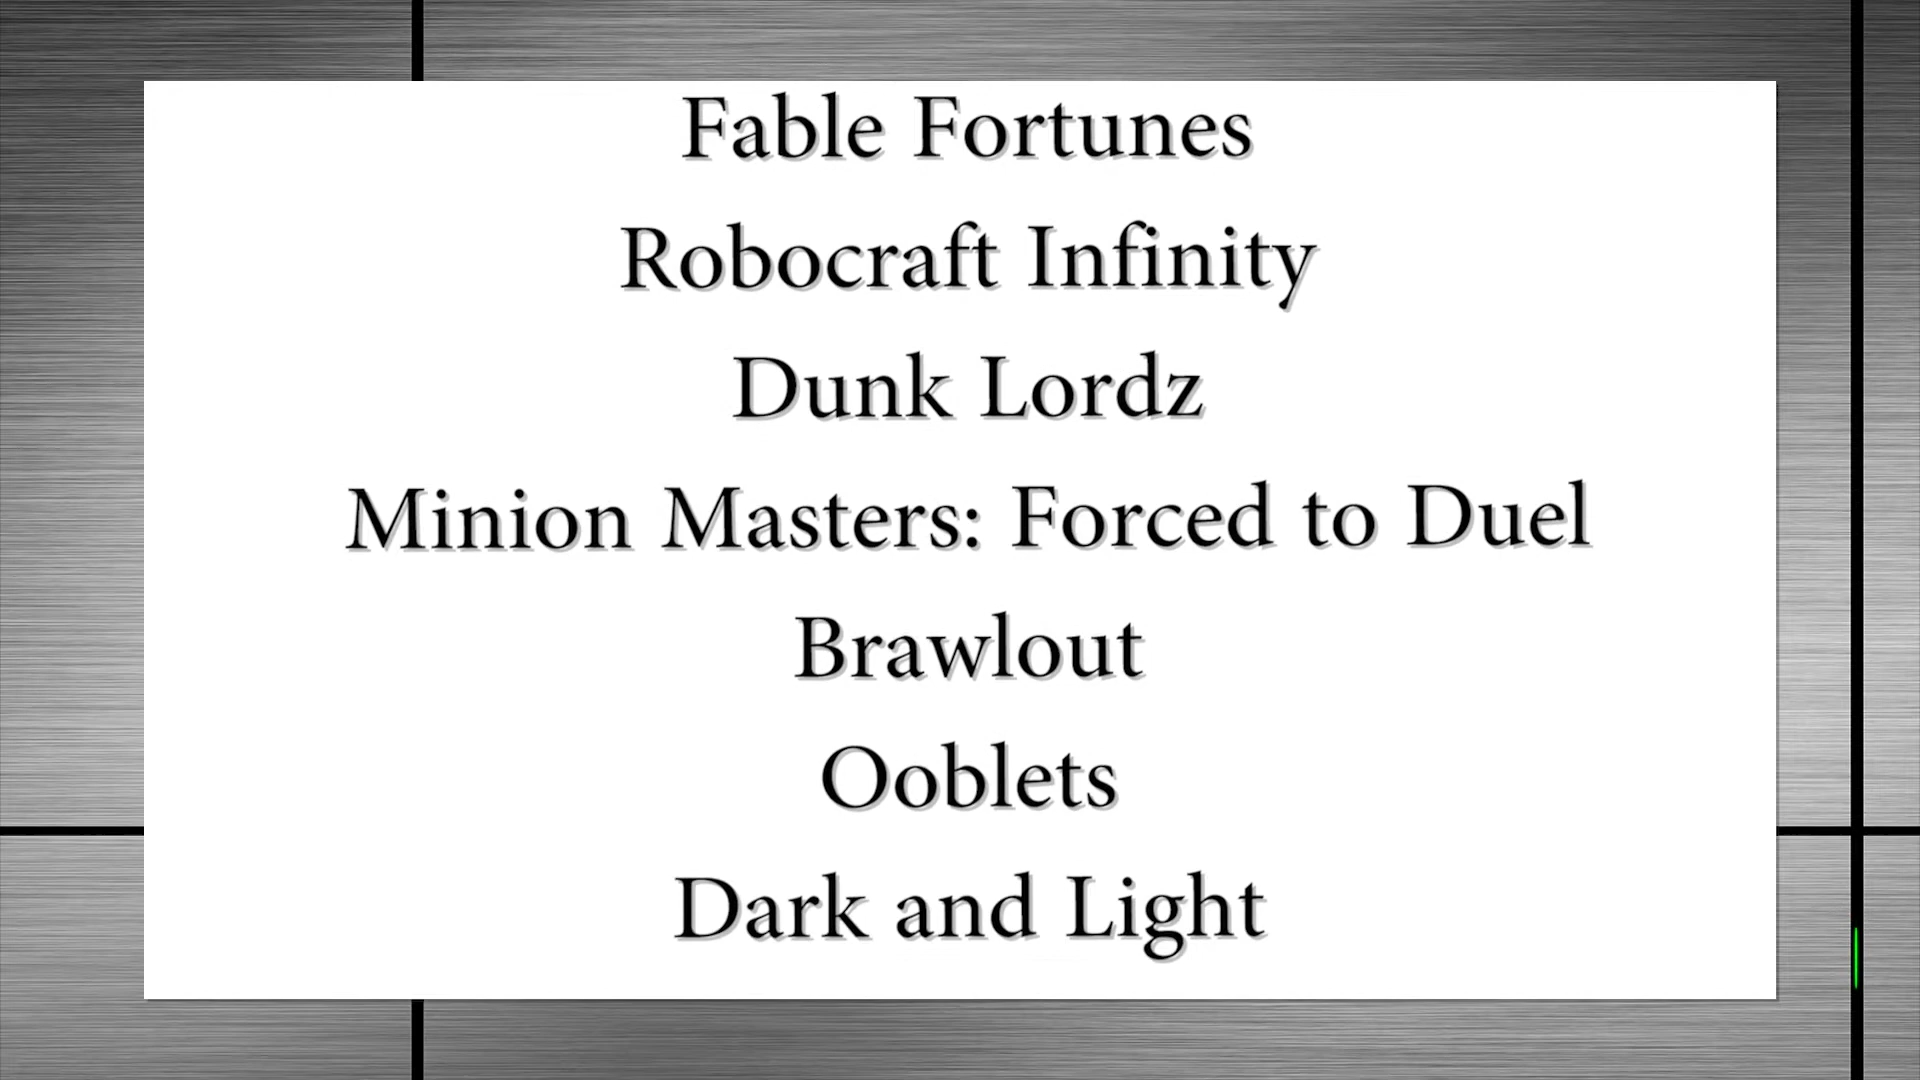 Fable Fortunes
Robocraft Infinity
Dunk Lordz
Minion Masters: Forced to Duel
Brawlout
Ooblets
Dark and Light